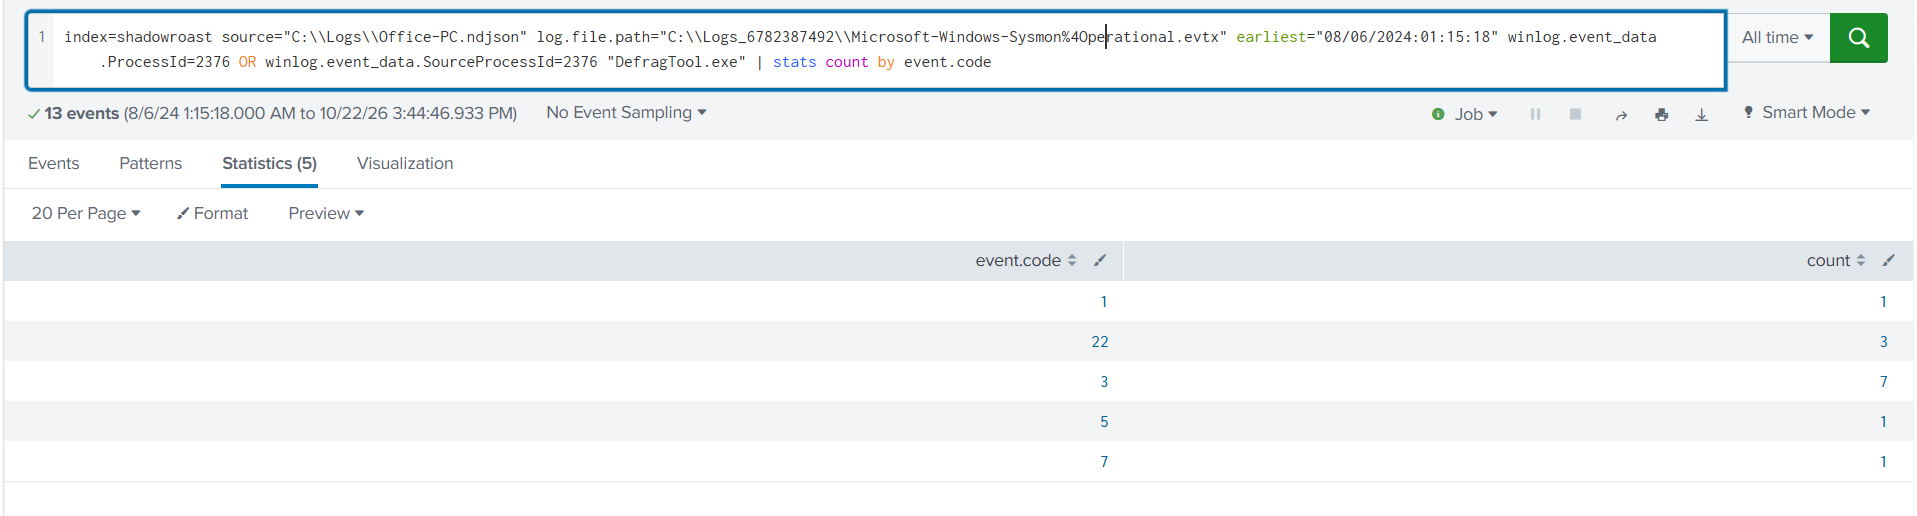 1 index=shadowroast source="C:\\Logs\\Office-PC.ndjson" log.file.path="C:\\Logs_6782387492\\Microsoft-Windows-Sysmon%4Operational.evtx" earliest="08/06/2024:01:15:18" winlog.event_data
.ProcessId=2376 OR winlog.event_data.SourceProcessId=2376 "DefragTool.exe" | stats count by event.code
All time
13 events (8/6/24 1:15:18.000 AM to 10/22/26 3:44:46.933 PM) No Event Sampling Job Smart Mode
Events Patterns Statistics (5) Visualization
20 Per Page Format Preview
event.code count
1 1
22 3
3 7
5 1
7 1